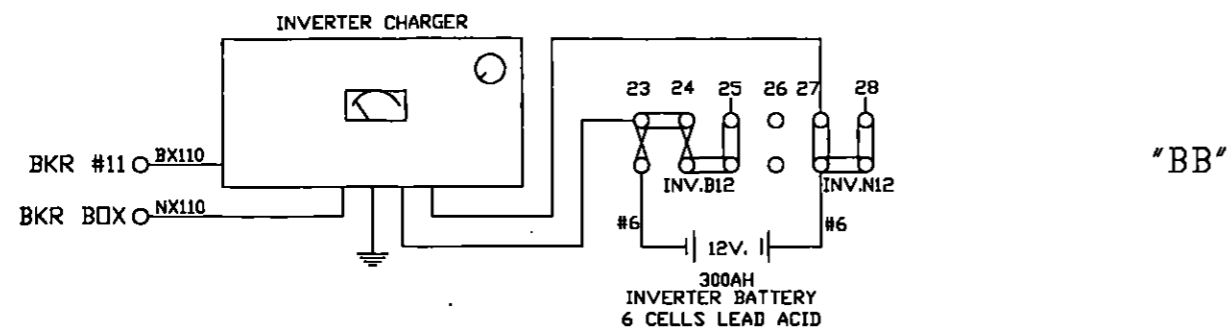 INVERTER CHARGER
23 24 25 26 27 28
BKR #11 BX110
"BB"
INV.B12 INV.N12
BKR BOX NX110
#6 #6
12V.
300AH
INVERTER BATTERY
6 CELLS LEAD ACID